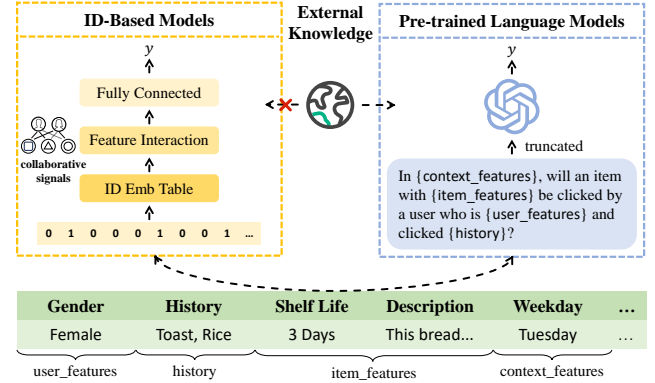 ID-Based Models
External
Knowledge
Pre-trained Language Models
y
Fully Connected
Feature Interaction
collaborative
signals
ID Emb Table
0 1 0 0 0 1 0 0 1 ...
y
truncated
In {context_features}, will an item
with {item_features} be clicked by
a user who is {user_features} and
clicked {history}?
Gender History Shelf Life Description Weekday ...
Female Toast, Rice 3 Days This bread... Tuesday ...
user_features history item_features context_features